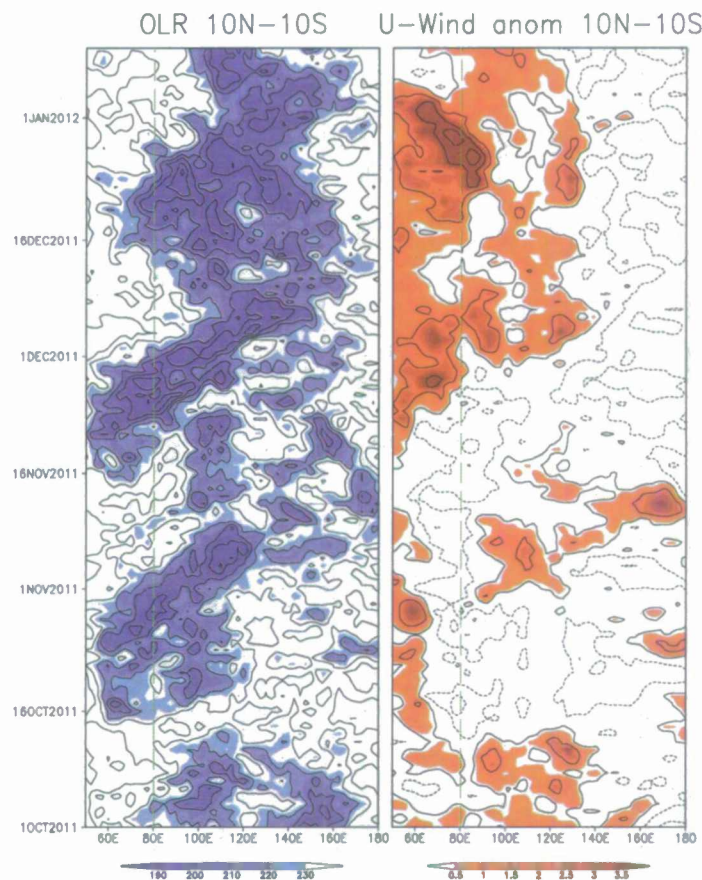 OLR 10N-10S
U-Wind anom 10N-10S
1JAN2012
16DEC2011
1DEC2011
16NOV2011
1NOV2011
16OCT2011
1OCT2011
60E 80E 100E 120E 140E 160E 180
60E 80E 100E 120E 140E 160E 180
190 200 210 220 230
0.5 1 1.5 2 2.5 3 3.5